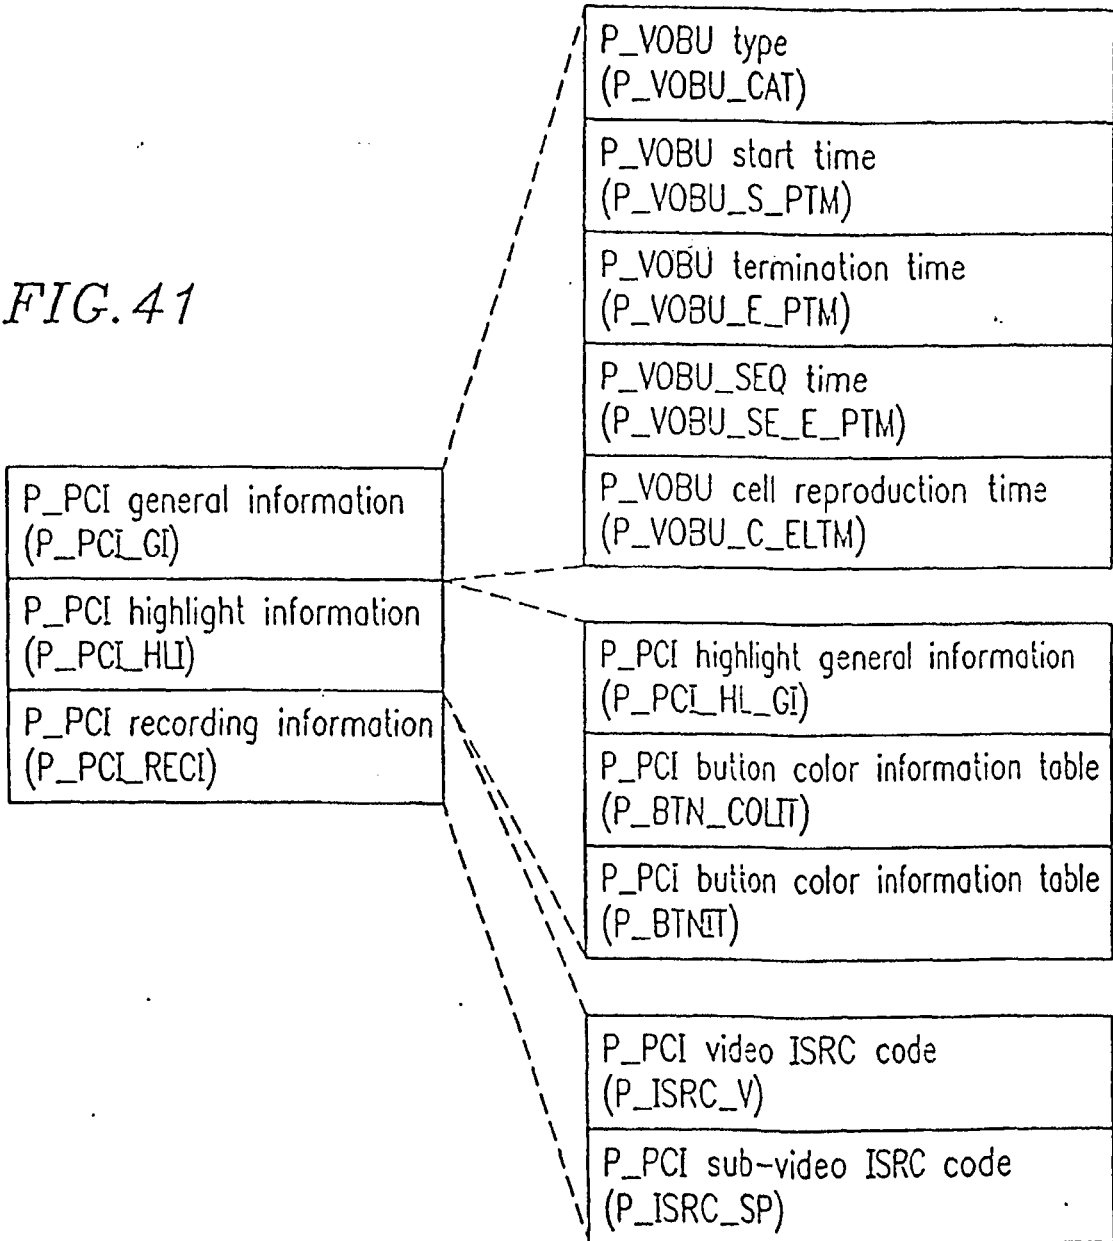 FIG.41
P_PCI general information
(P_PCI_GI)
P_PCI highlight information
(P_PCI_HLI)
P_PCI recording information
(P_PCI_RECI)
P_VOBU type
(P_VOBU_CAT)
P_VOBU start time
(P_VOBU_S_PTM)
P_VOBU termination time
(P_VOBU_E_PTM)
P_VOBU_SEQ time
(P_VOBU_SE_E_PTM)
P_VOBU cell reproduction time
(P_VOBU_C_ELTM)
P_PCI highlight general information
(P_PCI_HL_GI)
P_PCI button color information table
(P_BTN_COLIT)
P_PCI button color information table
(P_BTNIT)
P_PCI video ISRC code
(P_ISRC_V)
P_PCI sub-video ISRC code
(P_ISRC_SP)